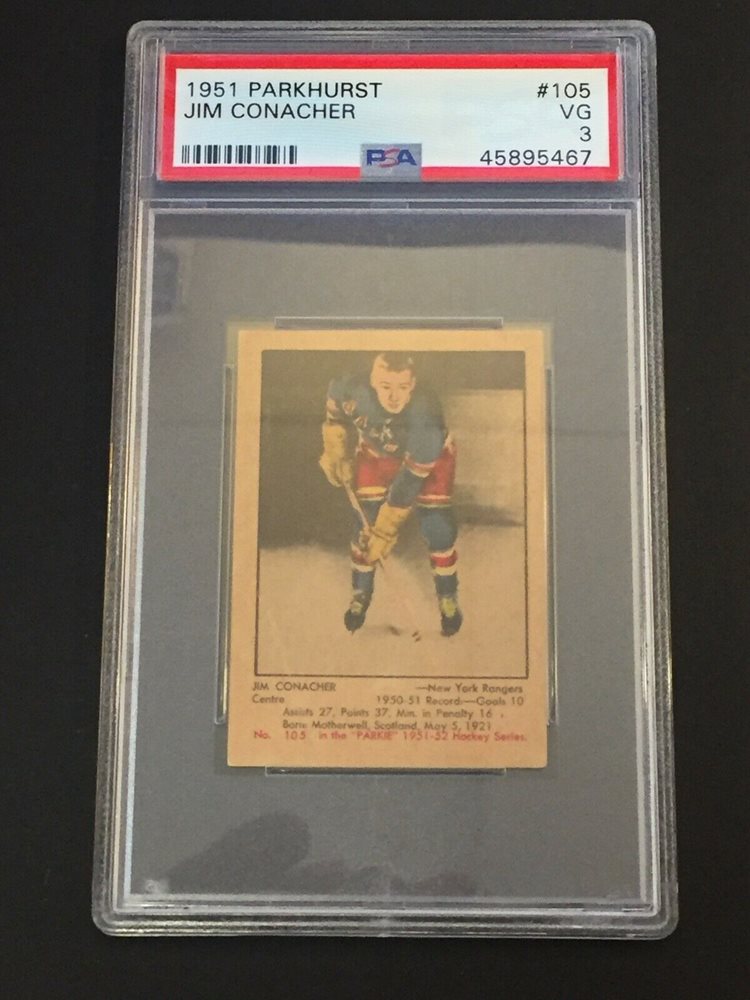 1951 PARKHURST #105
JIM CONACHER VG
3
PSA 45895467
JIM CONACHER —New York Rangers
Centre 1950-51 Record:—Goals 10
Assists 27, Points 37, Min. in Penalty 16
Born: Motherwell, Scotland, May 5, 1921
No. 105 in the "PARKIE" 1951-52 Hockey Series.